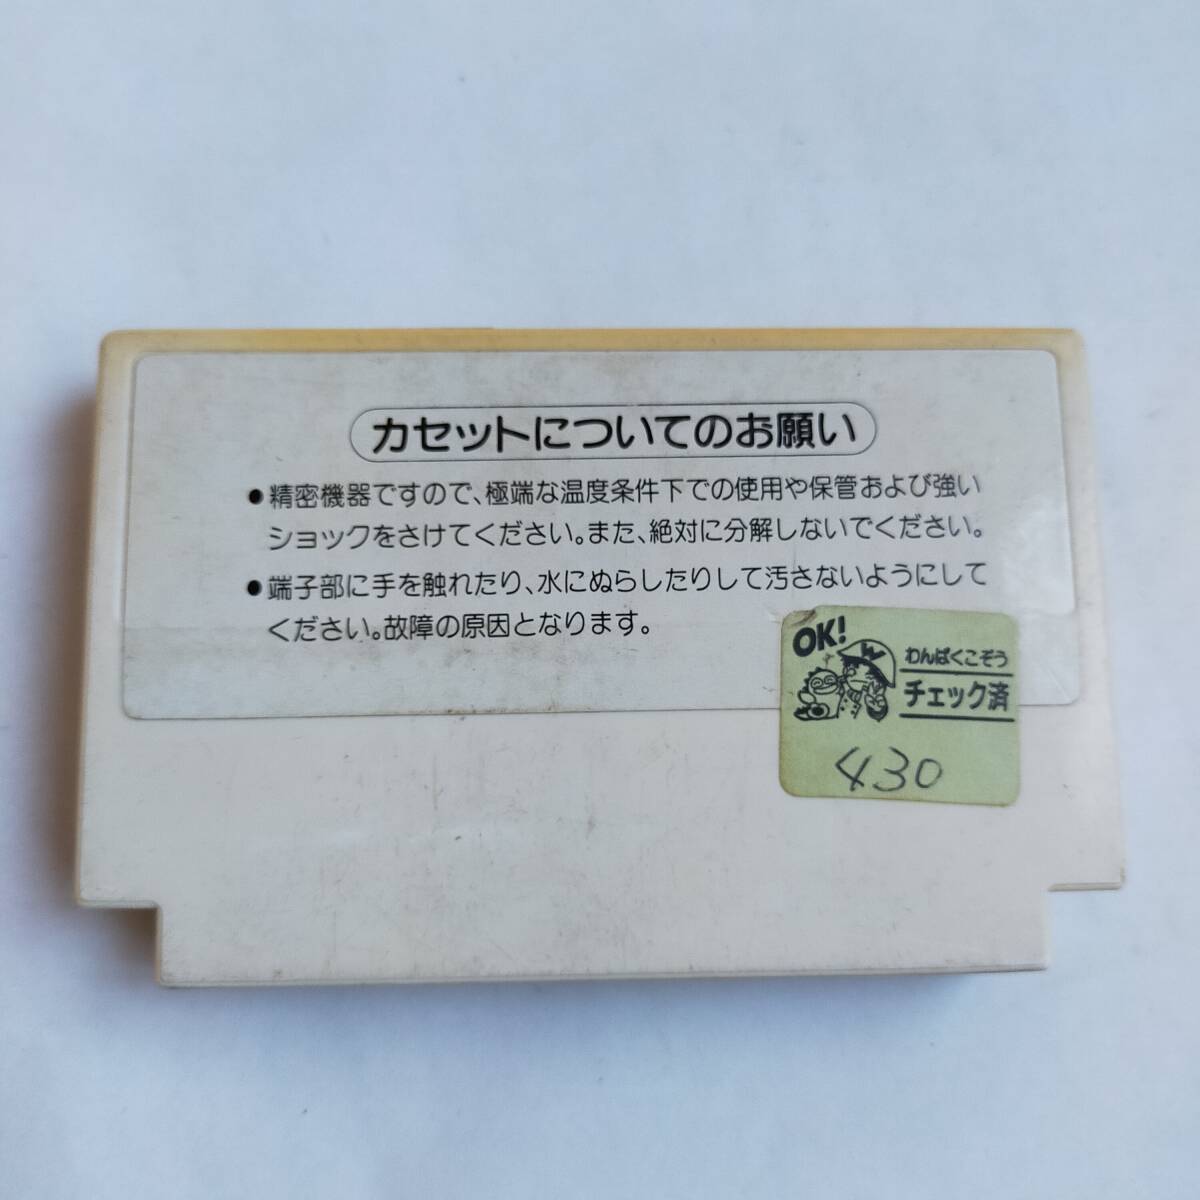 カセットについてのお願い
●精密機器ですので、極端な温度条件下での使用や保管および強い
ショックをさけてください。また、絶対に分解しないでください。
●端子部に手を触れたり、水にぬらしたりして汚さないようにして
ください。故障の原因となります。
OK!
W
わんぱくこぞう
チェック済
430